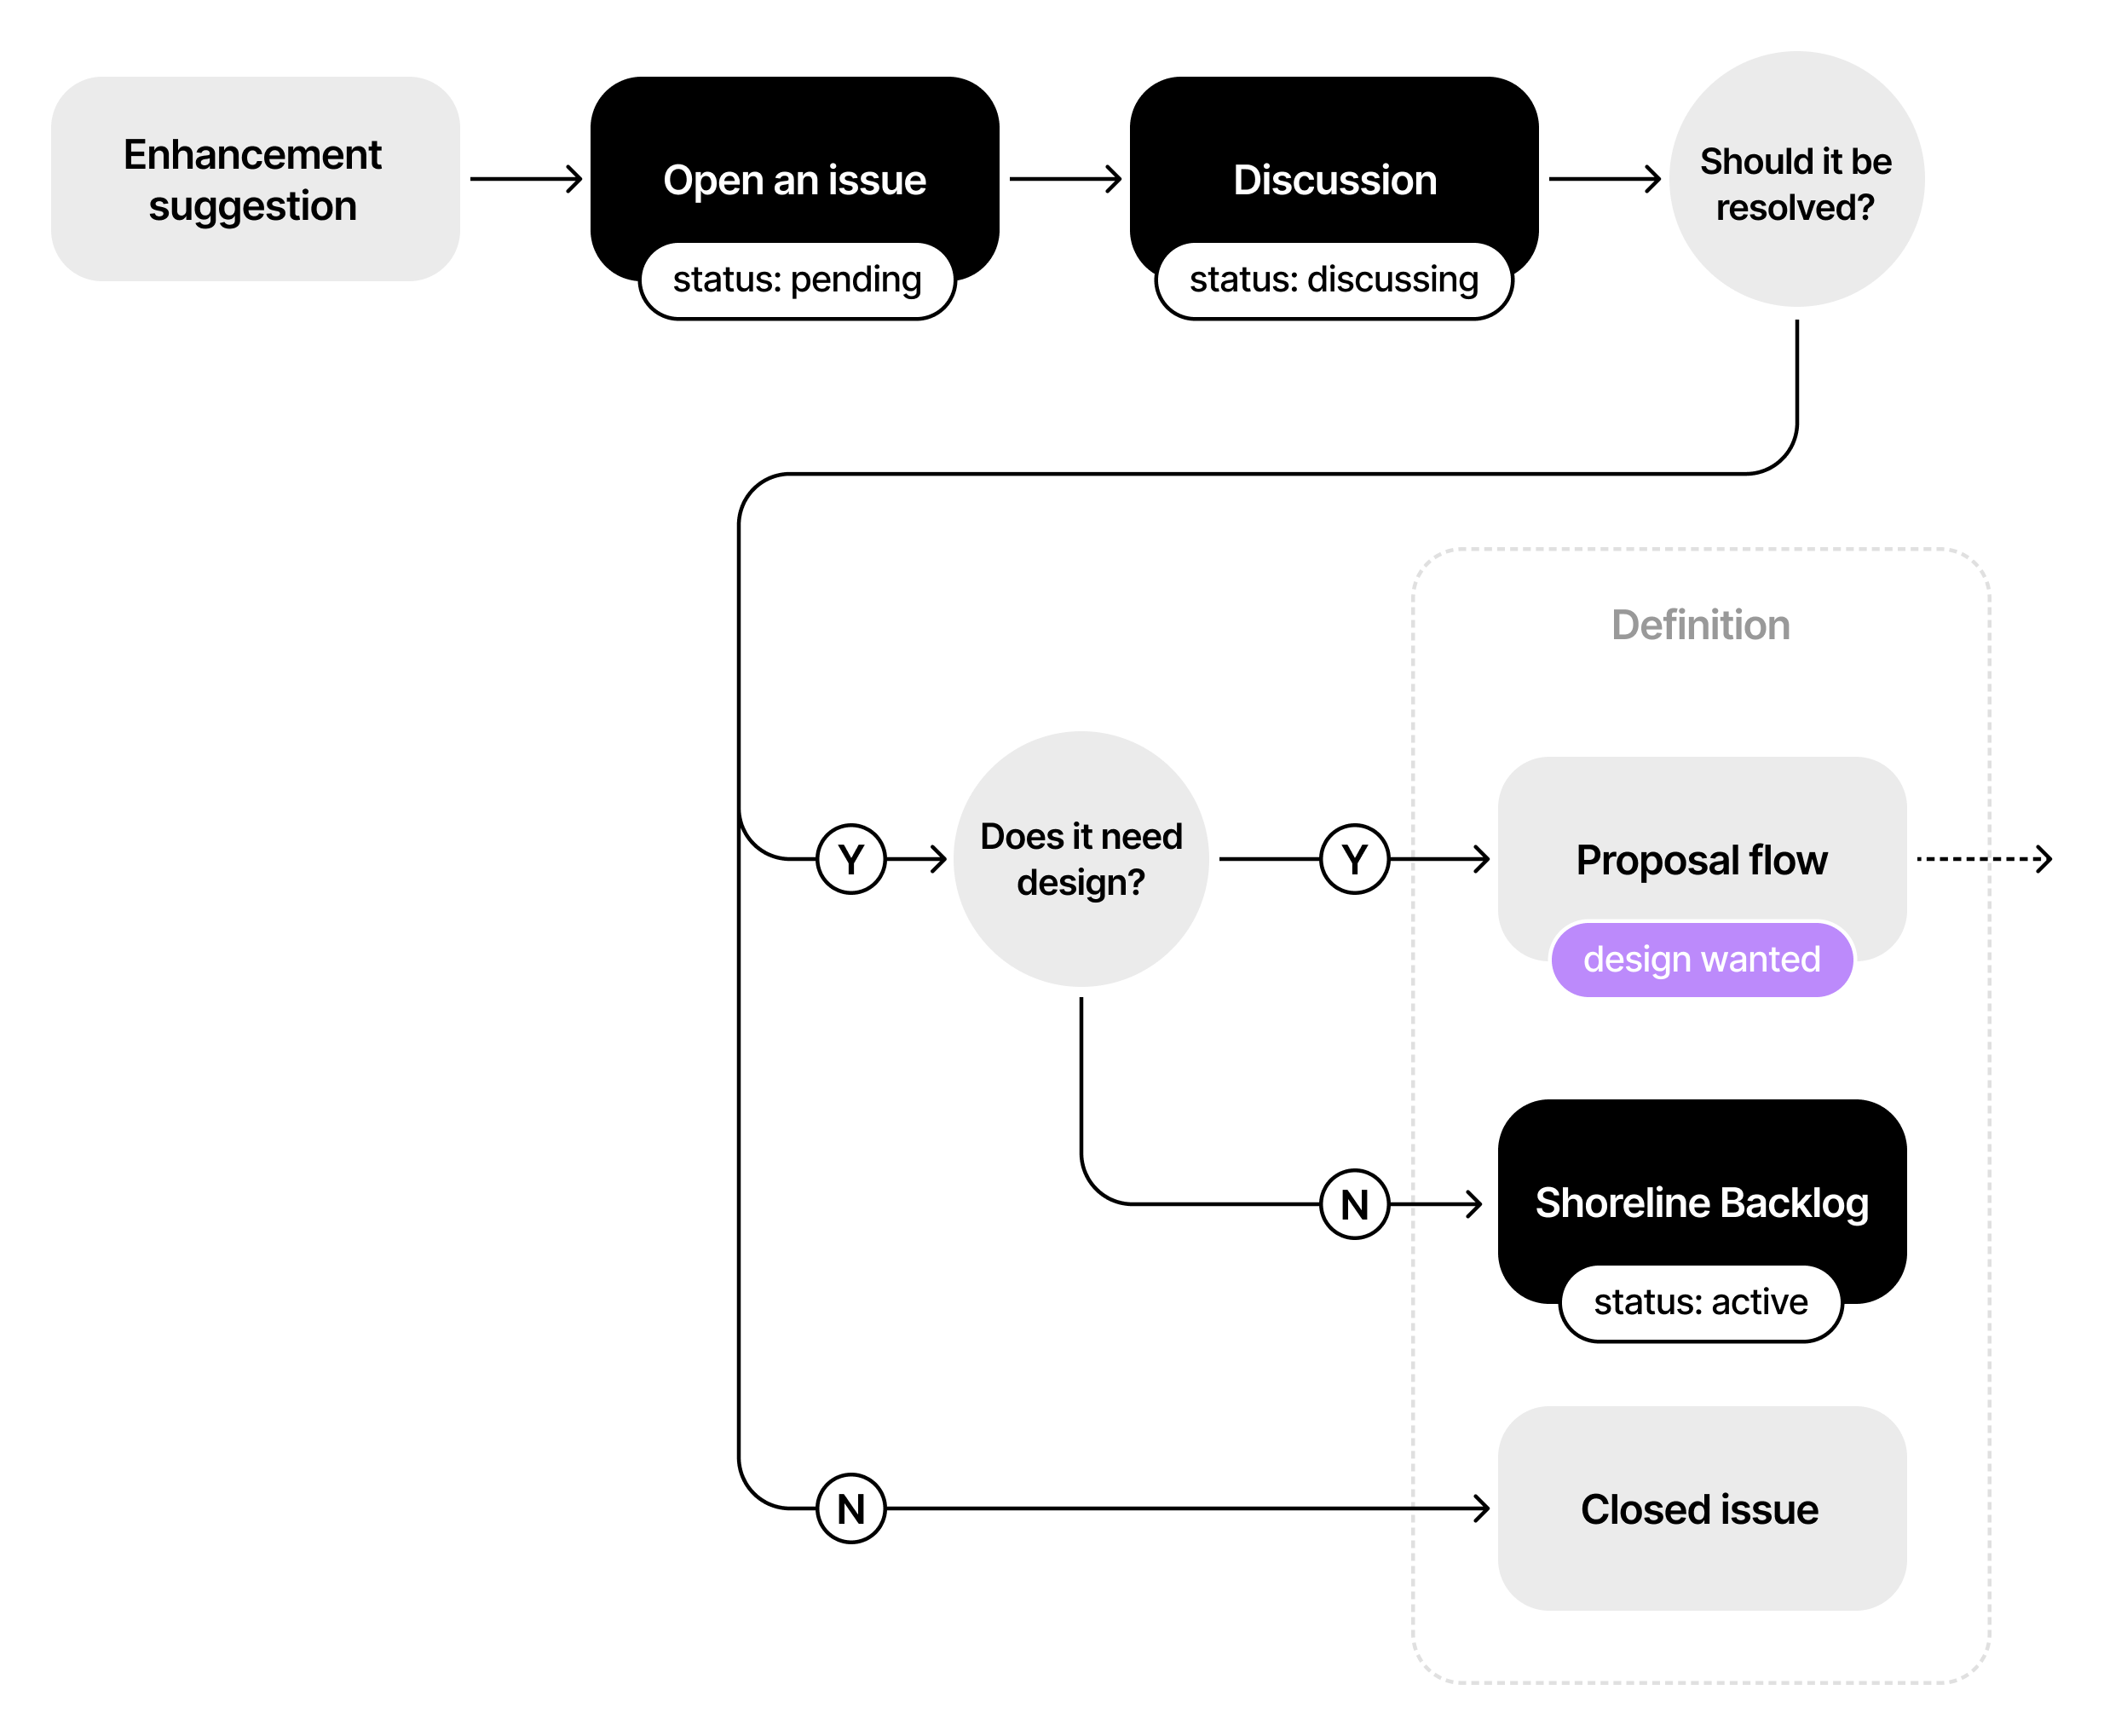 Enhancement
suggestion
Open an issue
status: pending
Discussion
status: discussing
Should it be
resolved?
Definition
Y
Does it need
design?
Y
Proposal flow
design wanted
N
Shoreline Backlog
status: active
N
Closed issue